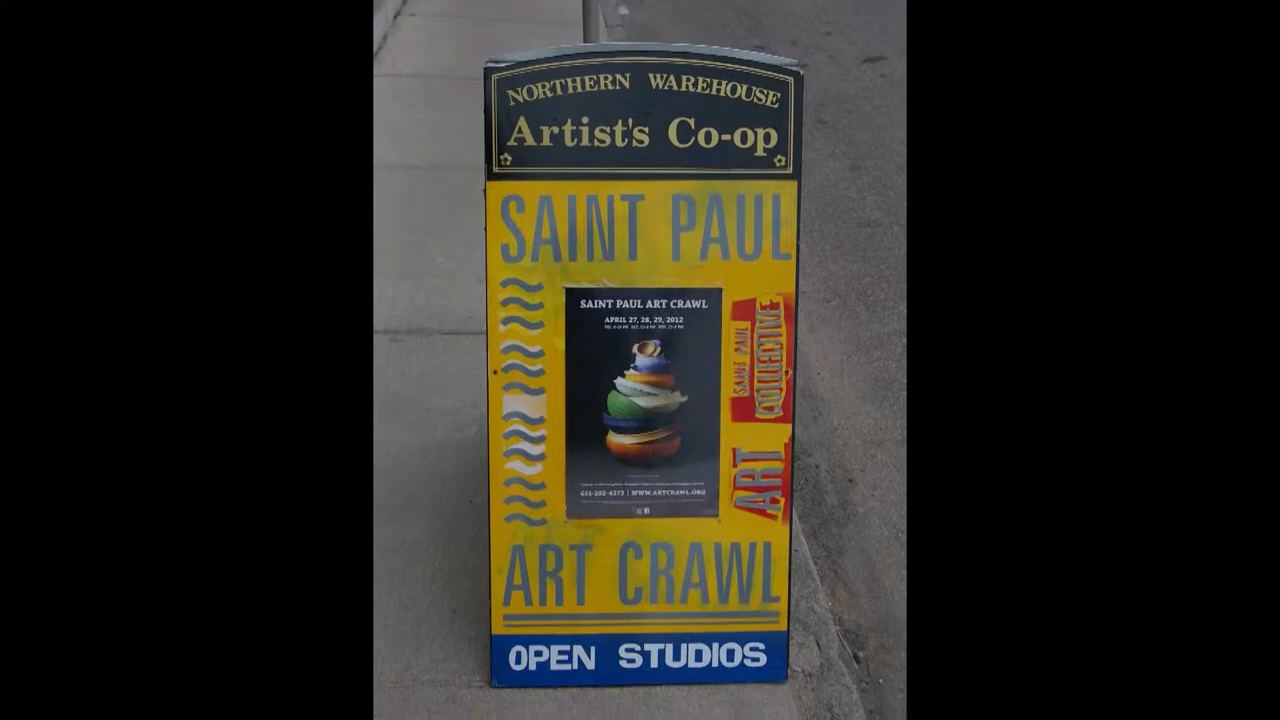 NORTHERN WAREHOUSE
Artist's Co-op
SAINT PAUL
SAINT PAUL ART CRAWL
APRIL 27, 28, 29, 2012
651-292-4373 | WWW.ARTCRAWL.ORG
SAINT PAUL
ART COLLECTIVE
ART CRAWL
OPEN STUDIOS